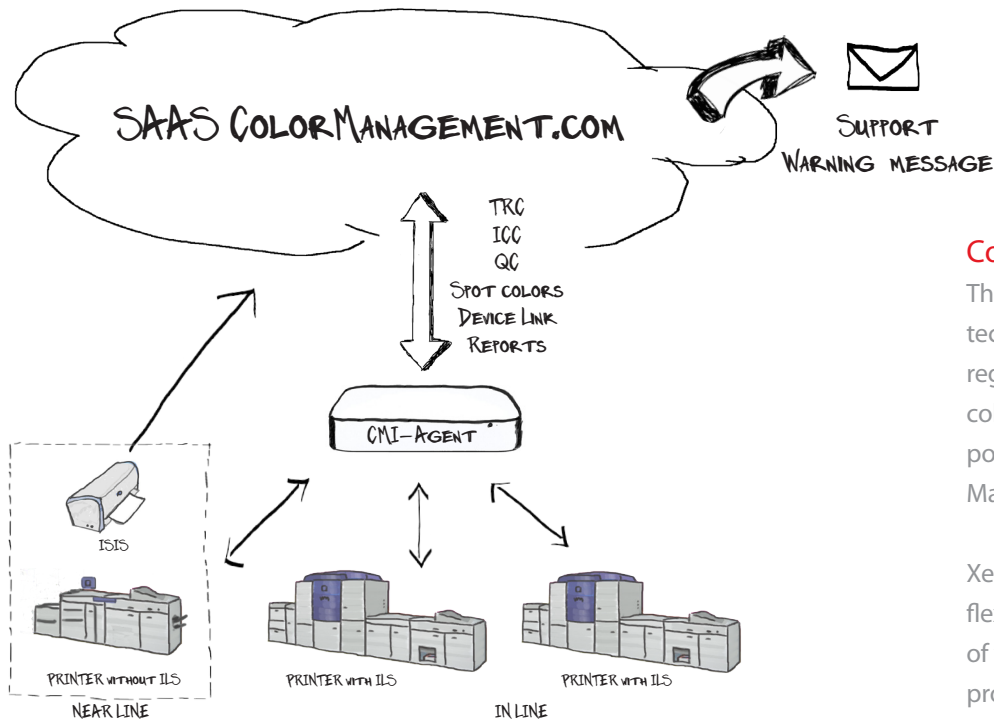 SAAS COLORMANAGEMENT.COM
SUPPORT
WARNING MESSAGE
TRC
ICC
QC
SPOT COLORS
DEVICE LINK
REPORTS
CMI-AGENT
ISIS
PRINTER WITHOUT ILS
NEAR LINE
PRINTER WITH ILS
PRINTER WITH ILS
IN LINE
Co
Th
tec
reg
co
po
Ma
Xe
fle
of
pro